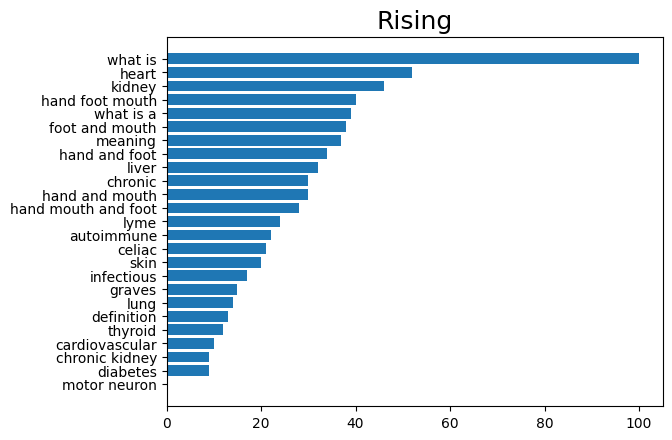 Rising
what is
heart
kidney
hand foot mouth
what is a
foot and mouth
meaning
hand and foot
liver
chronic
hand and mouth
hand mouth and foot
lyme
autoimmune
celiac
skin
infectious
graves
lung
definition
thyroid
cardiovascular
chronic kidney
diabetes
motor neuron
0 20 40 60 80 100